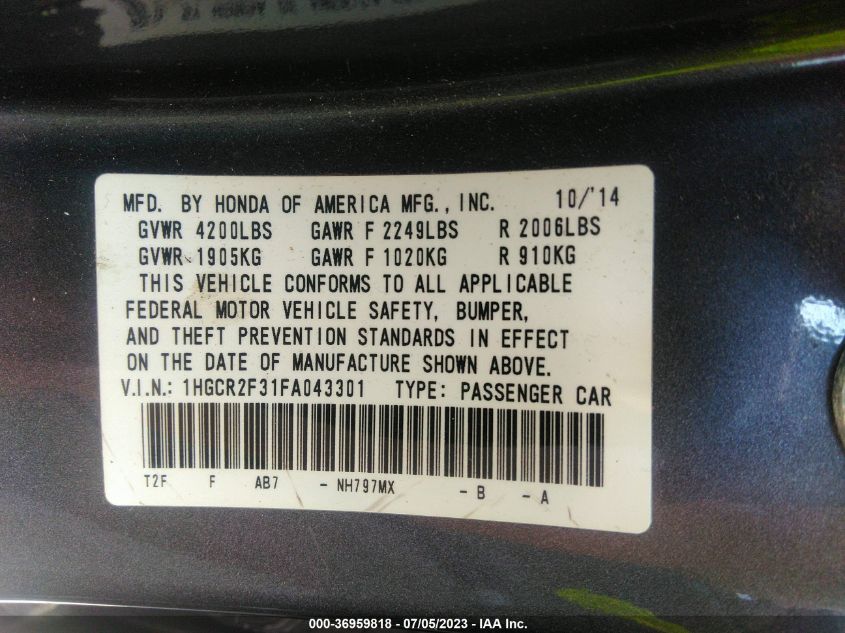 MFD. BY HONDA OF AMERICA MFG., INC. 10/'14
GVWR 4200LBS GAWR F 2249LBS R 2006LBS
GVWR 1905KG GAWR F 1020KG R 910KG
THIS VEHICLE CONFORMS TO ALL APPLICABLE
FEDERAL MOTOR VEHICLE SAFETY, BUMPER,
AND THEFT PREVENTION STANDARDS IN EFFECT
ON THE DATE OF MANUFACTURE SHOWN ABOVE.
V.I.N.: 1HGCR2F31FA043301 TYPE: PASSENGER CAR
T2F F AB7 - NH797MX - B - A
000-36959818 - 07/05/2023 - IAA Inc.